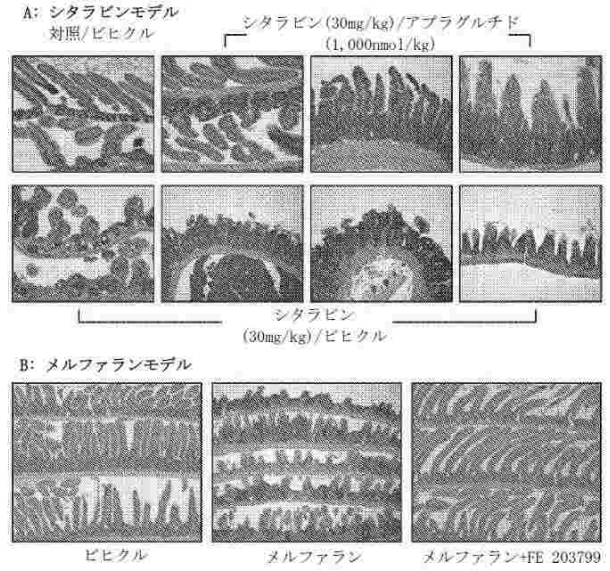 A: シタラビンモデル
対照/ビヒクル
シタラビン(30mg/kg)/アプラグルチド
(1,000nmol/kg)
シタラビン
(30mg/kg)/ビヒクル
B: メルファランモデル
ビヒクル
メルファラン
メルファラン+FE 203799